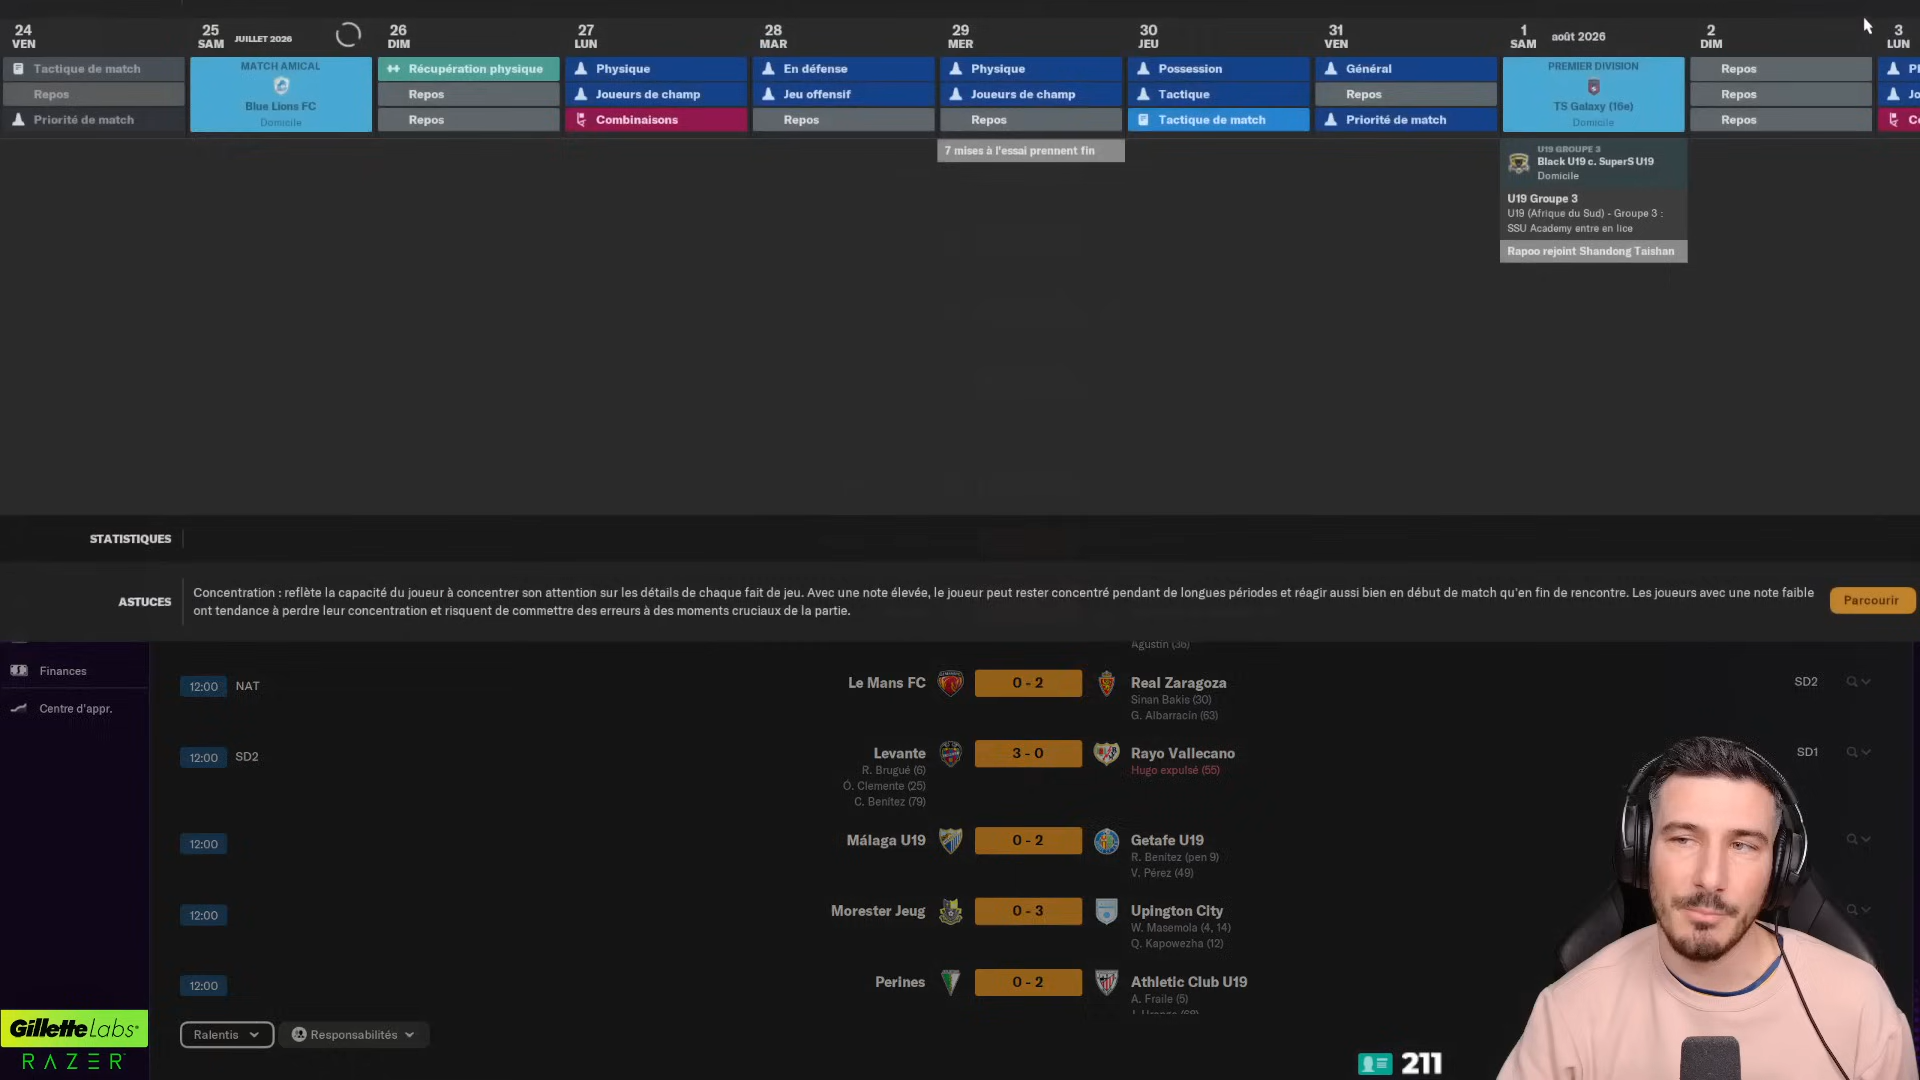 24
VEN
25
SAM
JUILLET 2026
26
DIM
27
LUN
28
MAR
29
MER
30
JEU
31
VEN
1
SAM
août 2026
2
DIM
3
LUN
Tactique de match
Repos
Priorité de match
MATCH AMICAL
Blue Lions FC
Domicile
Récupération physique
Repos
Repos
Physique
Joueurs de champ
Combinaisons
En défense
Jeu offensif
Repos
Physique
Joueurs de champ
Repos
7 mises à l'essai prennent fin
Possession
Tactique
Tactique de match
Général
Repos
Priorité de match
PREMIER DIVISION
TS Galaxy (16e)
Domicile
U19 GROUPE 3
Black U19 c. SuperS U19
Domicile
U19 Groupe 3
U19 (Afrique du Sud) - Groupe 3 :
SSU Academy entre en lice
Rapoo rejoint Shandong Taishan
Repos
Repos
Repos
STATISTIQUES
ASTUCES
Concentration : reflète la capacité du joueur à concentrer son attention sur les détails de chaque fait de jeu. Avec une note élevée, le joueur peut rester concentré pendant de longues périodes et réagir aussi bien en début de match qu'en fin de rencontre. Les joueurs avec une note faible
ont tendance à perdre leur concentration et risquent de commettre des erreurs à des moments cruciaux de la partie.
Parcourir
Agustín (36)
Finances
Centre d'appr.
12:00 NAT
Le Mans FC 0 - 2 Real Zaragoza
SD2
Sinan Bakis (30)
G. Albarracín (63)
12:00 SD2
Levante 3 - 0 Rayo Vallecano
SD1
R. Brugué (6)
Ó. Clemente (25)
C. Benítez (79)
Hugo expulsé (55)
12:00
Málaga U19 0 - 2 Getafe U19
R. Benítez (pen 9)
V. Pérez (49)
12:00
Morester Jeug 0 - 3 Upington City
W. Masemola (4, 14)
Q. Kapowezha (12)
12:00
Perines 0 - 2 Athletic Club U19
A. Fraile (5)
Ralentis
Responsabilités
GilletteLabs
RAZER
211